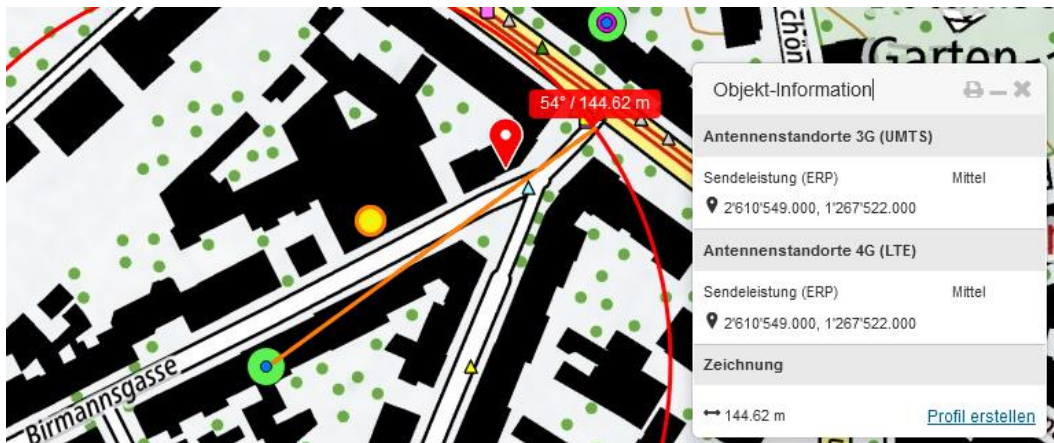 chön
Garten-
54° / 144.62 m
Birmannsgasse
Objekt-Information
Antennenstandorte 3G (UMTS)
Sendeleistung (ERP) Mittel
2'610'549.000, 1'267'522.000
Antennenstandorte 4G (LTE)
Sendeleistung (ERP) Mittel
2'610'549.000, 1'267'522.000
Zeichnung
144.62 m Profil erstellen